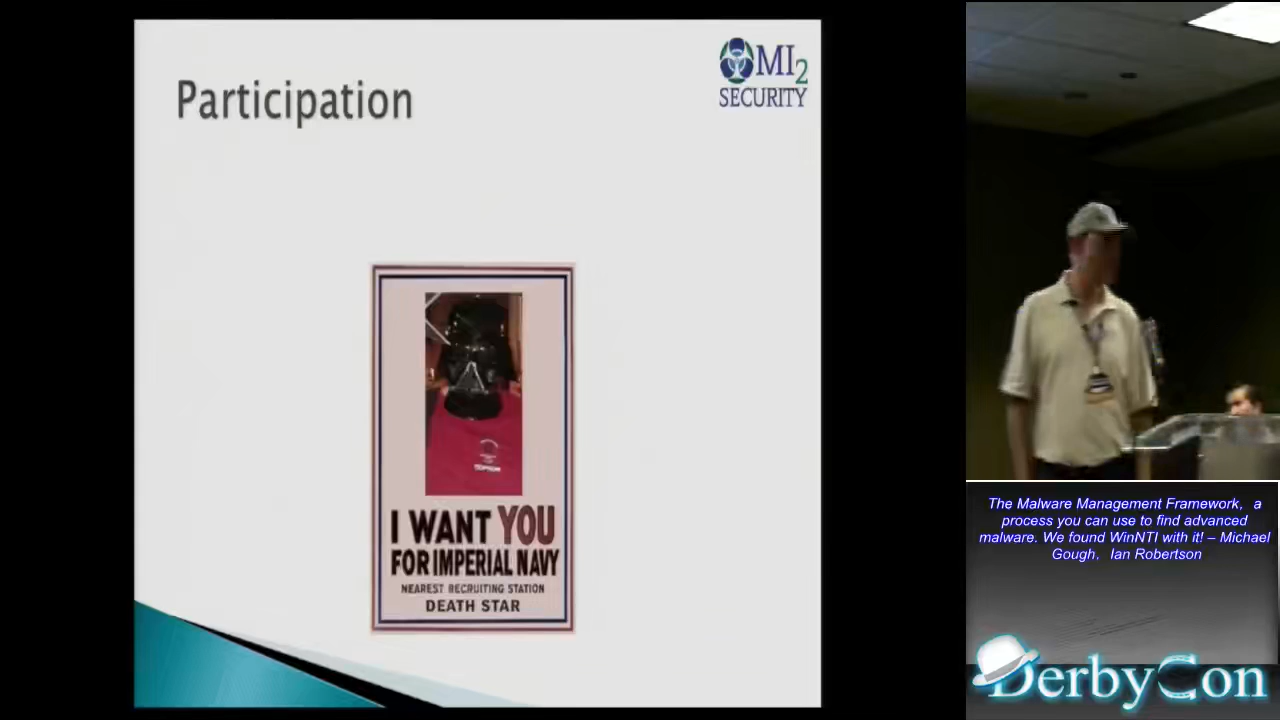 Participation
MI2
SECURITY
I WANT YOU
FOR IMPERIAL NAVY
NEAREST RECRUITING STATION
DEATH STAR
The Malware Management Framework, a
process you can use to find advanced
malware. We found WinNTI with it! – Michael
Gough, Ian Robertson
DerbyCon